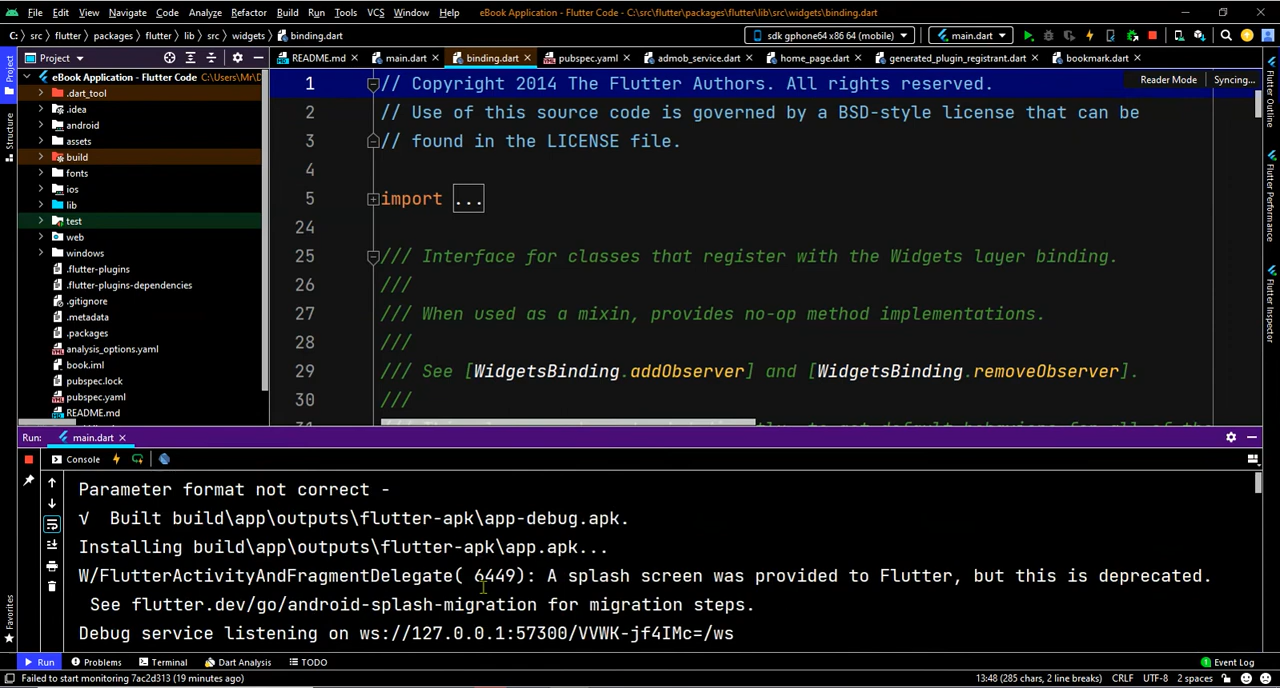 File Edit View Navigate Code Analyze Refactor Build Run Tools VCS Window Help eBook Application - Flutter Code - C:\src\flutter\packages\flutter\lib\src\widgets\binding.dart
C: src flutter packages flutter lib src widgets binding.dart sdk gphone64 x86 64 (mobile) main.dart
Project
Project
README.md main.dart binding.dart pubspec.yaml admob_service.dart home_page.dart generated_plugin_registrant.dart bookmark.dart
eBook Application - Flutter Code C:\Users\Mr\D
.dart_tool
.idea
android
assets
build
fonts
ios
lib
test
web
windows
.flutter-plugins
.flutter-plugins-dependencies
.gitignore
.metadata
.packages
analysis_options.yaml
book.iml
pubspec.lock
pubspec.yaml
README.md
Structure
Favorites
Reader Mode Syncing...
1 // Copyright 2014 The Flutter Authors. All rights reserved.
2 // Use of this source code is governed by a BSD-style license that can be
3 // found in the LICENSE file.
4
5 import ...
24
25 /// Interface for classes that register with the Widgets layer binding.
26 ///
27 /// When used as a mixin, provides no-op method implementations.
28 ///
29 /// See [WidgetsBinding.addObserver] and [WidgetsBinding.removeObserver].
30 ///
Flutter Outline
Flutter Performance
Flutter Inspector
Run: main.dart
Console
Parameter format not correct -
√ Built build\app\outputs\flutter-apk\app-debug.apk.
Installing build\app\outputs\flutter-apk\app.apk...
W/FlutterActivityAndFragmentDelegate( 6449): A splash screen was provided to Flutter, but this is deprecated.
See flutter.dev/go/android-splash-migration for migration steps.
Debug service listening on ws://127.0.0.1:57300/VVWK-jf4IMc=/ws
Run Problems Terminal Dart Analysis TODO 1 Event Log
Failed to start monitoring 7ac2d313 (19 minutes ago) 13:48 (285 chars, 2 line breaks) CRLF UTF-8 2 spaces